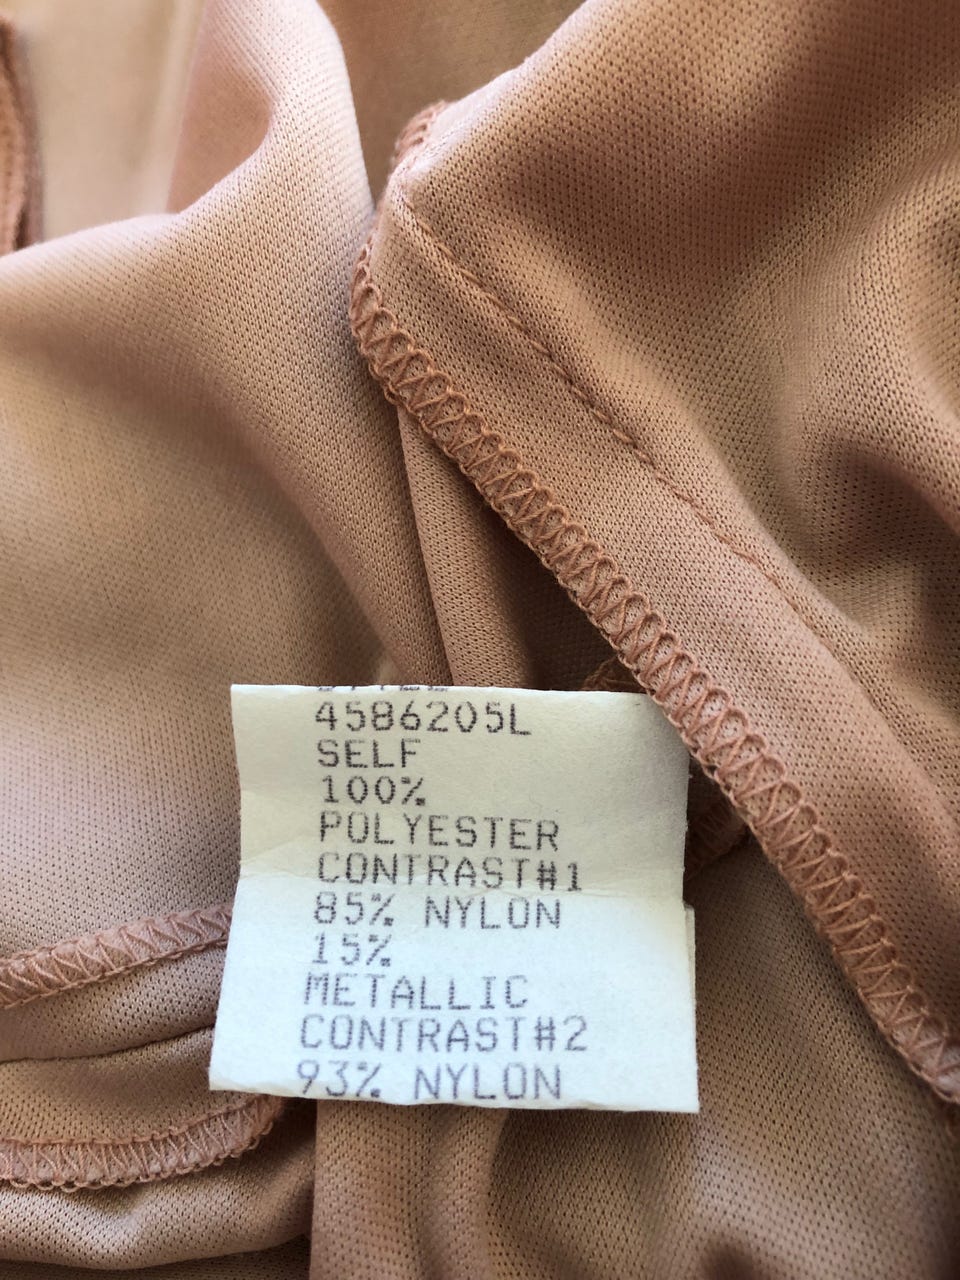 4586205L
SELF
100%
POLYESTER
CONTRAST#1
85% NYLON
15%
METALLIC
CONTRAST#2
93% NYLON